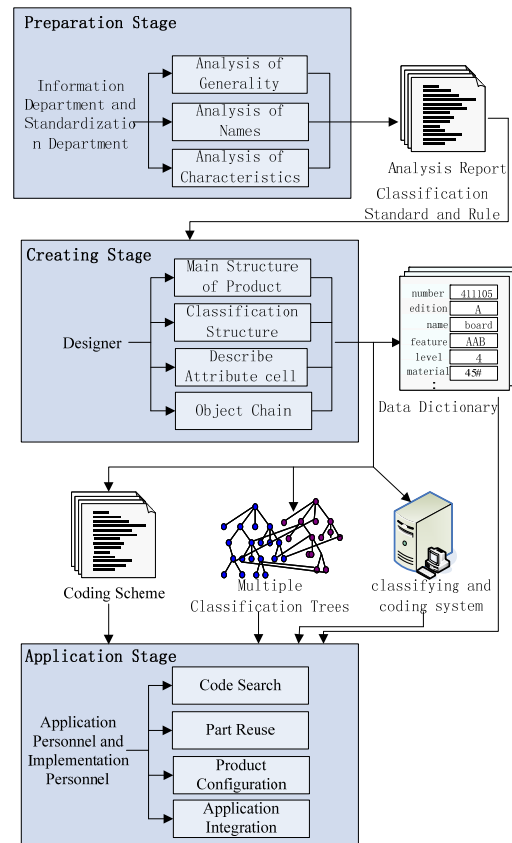 Preparation Stage
Information
Department and
Standardizatio
n Department
Analysis of
Generality
Analysis of
Names
Analysis of
Characteristics
Analysis Report
Classification
Standard and Rule
Creating Stage
Designer
Main Structure
of Product
Classification
Structure
Describe
Attribute cell
Object Chain
number 411105
edition A
name board
feature AAB
level 4
material 45#
:
Data Dictionary
Coding Scheme
Multiple
Classification Trees
classifying and
coding system
Application Stage
Application
Personnel and
Implementation
Personnel
Code Search
Part Reuse
Product
Configuration
Application
Integration